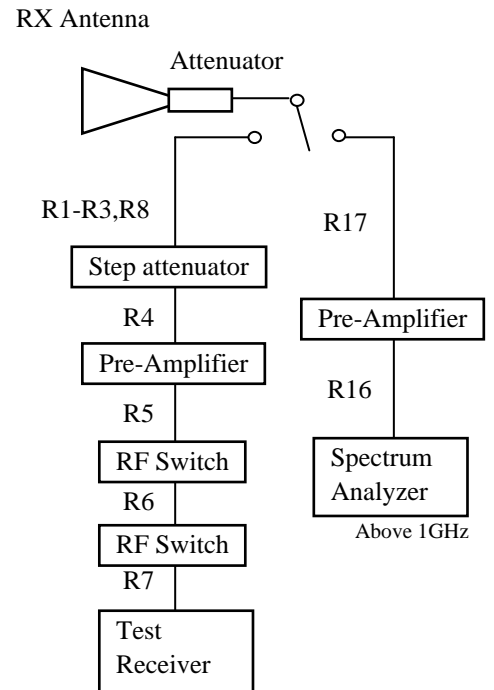 RX Antenna
Attenuator
R1-R3,R8
R17
Step attenuator
R4
Pre-Amplifier
Pre-Amplifier
R5
R16
RF Switch
Spectrum
Analyzer
R6
Above 1GHz
RF Switch
R7
Test
Receiver